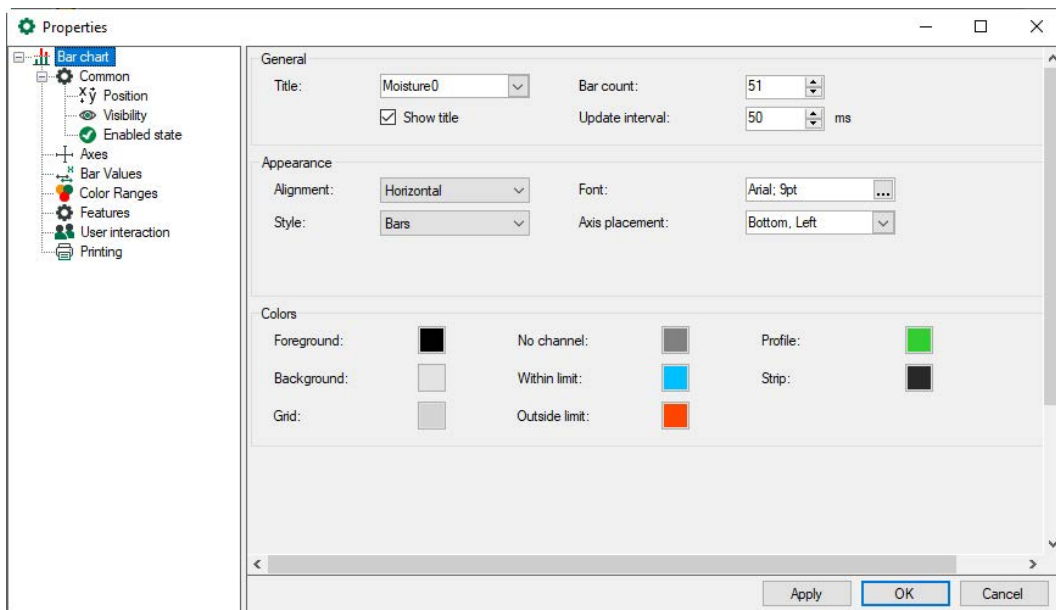 Properties
Bar chart
Common
Position
Visibility
Enabled state
Axes
Bar Values
Color Ranges
Features
User interaction
Printing
General
Title: Moisture0 Bar count: 51
Show title Update interval: 50 ms
Appearance
Alignment: Horizontal Font: Arial; 9pt ...
Style: Bars Axis placement: Bottom, Left
Colors
Foreground: No channel: Profile:
Background: Within limit: Strip:
Grid: Outside limit:
Apply OK Cancel